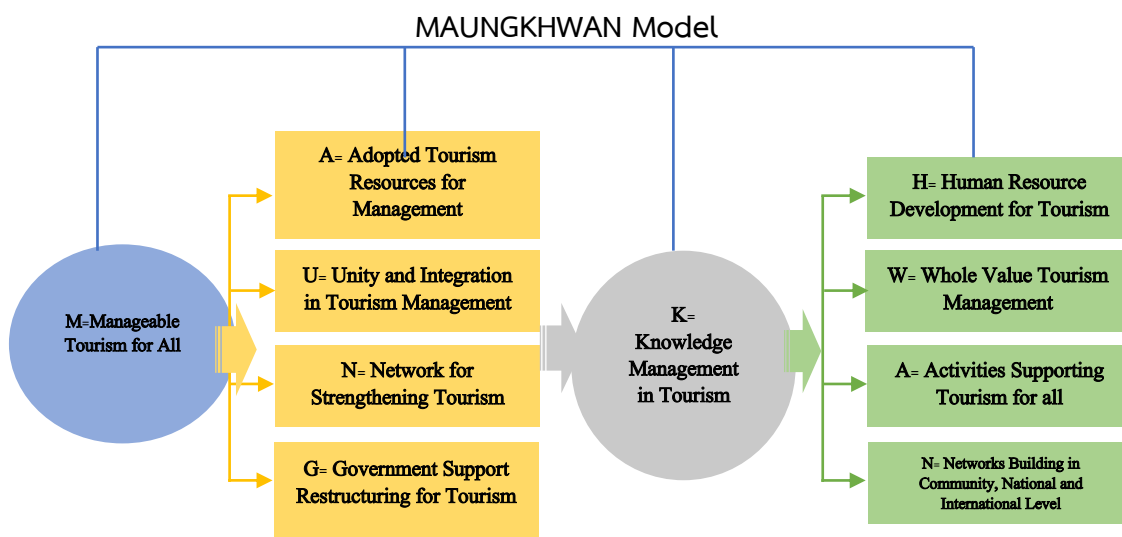 MAUNGKHWAN Model
M=Manageable
Tourism for All
A= Adopted Tourism
Resources for
Management
U= Unity and Integration
in Tourism Management
N= Network for
Strengthening Tourism
G= Government Support
Restructuring for Tourism
K=
Knowledge
Management
in Tourism
H= Human Resource
Development for Tourism
W= Whole Value Tourism
Management
A= Activities Supporting
Tourism for all
N= Networks Building in
Community, National and
International Level